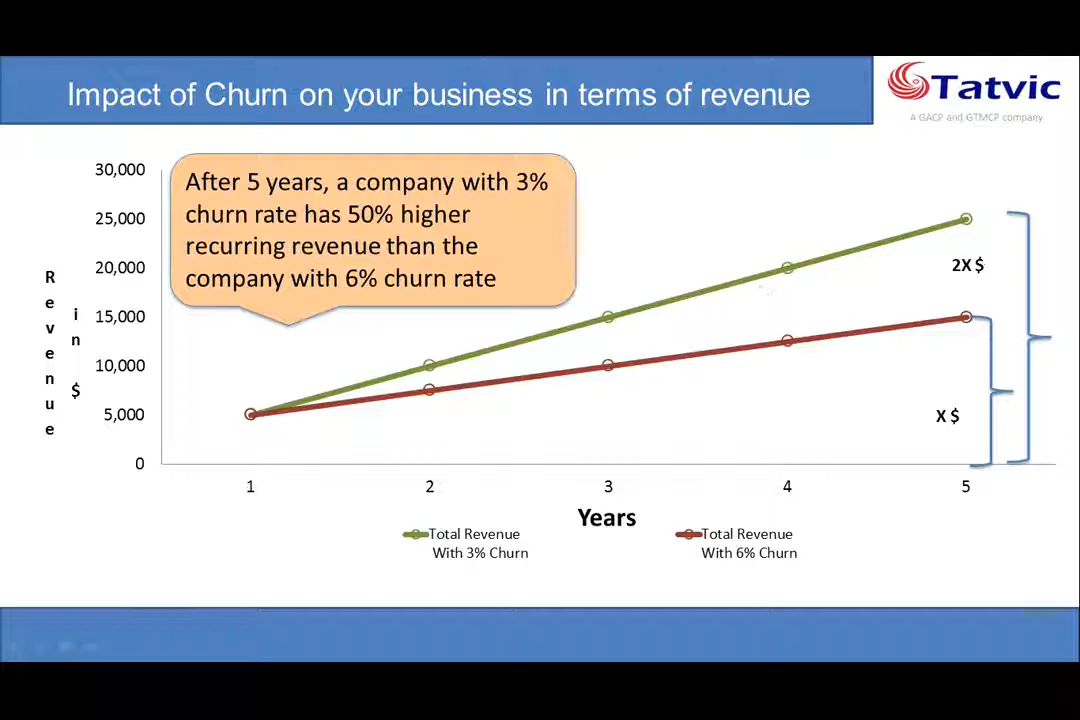 Impact of Churn on your business in terms of revenue
Tatvic
A GACP and GTMCP company
After 5 years, a company with 3%
churn rate has 50% higher
recurring revenue than the
company with 6% churn rate
30,000
25,000
20,000
15,000
10,000
5,000
0
Revenue
in $
2X $
X $
1
2
3
4
5
Years
Total Revenue
With 3% Churn
Total Revenue
With 6% Churn